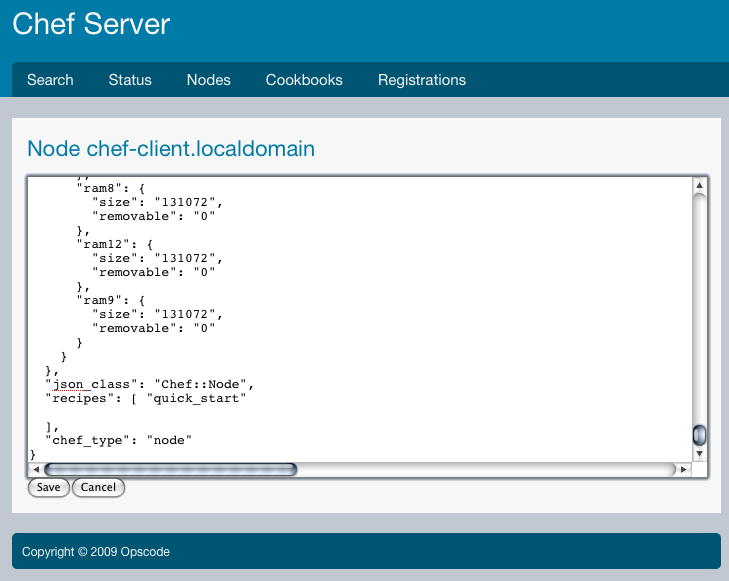 Chef Server
Search Status Nodes Cookbooks Registrations
Node chef-client.localdomain
},
"ram8": {
"size": "131072",
"removable": "0"
},
"ram12": {
"size": "131072",
"removable": "0"
},
"ram9": {
"size": "131072",
"removable": "0"
}
}
},
"json_class": "Chef::Node",
"recipes": [ "quick_start"
],
"chef_type": "node"
}
Save Cancel
Copyright © 2009 Opscode